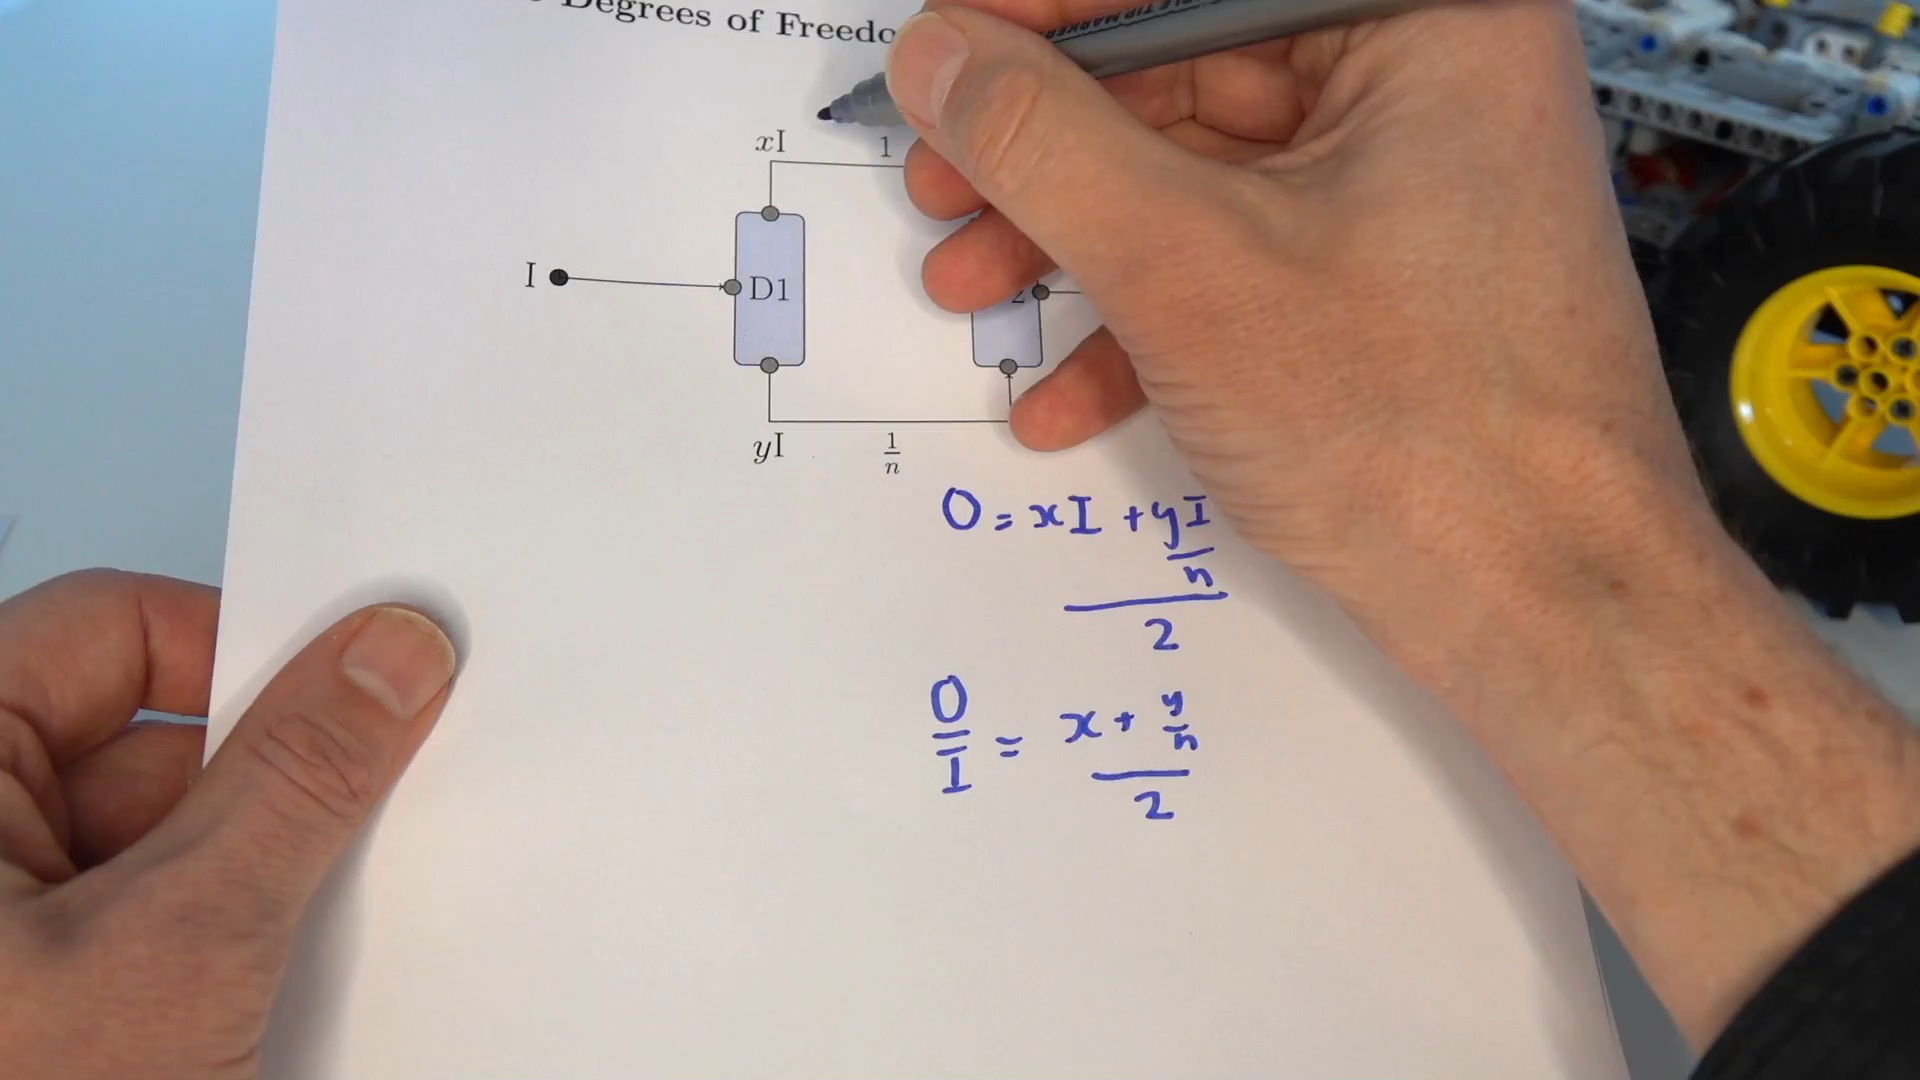 Degrees of Freedo
xI
1
I
D1
2
yI
1/n
O = xI + yI/n
2
O/I = x + y/n
2